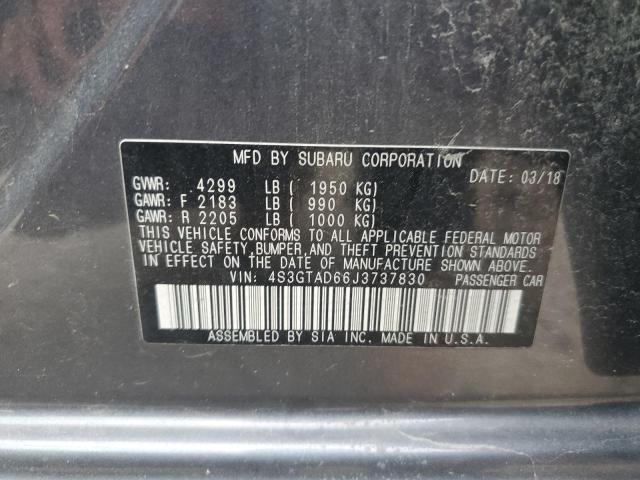 MFD BY SUBARU CORPORATION
DATE: 03/18
GVWR: 4299 LB ( 1950 KG)
GAWR: F 2183 LB ( 990 KG)
GAWR: R 2205 LB ( 1000 KG)
THIS VEHICLE CONFORMS TO ALL APPLICABLE FEDERAL MOTOR
VEHICLE SAFETY, BUMPER, AND THEFT PREVENTION STANDARDS
IN EFFECT ON THE DATE OF MANUFACTURE SHOWN ABOVE.
VIN: 4S3GTAD66J3737830 PASSENGER CAR
ASSEMBLED BY SIA INC. IN U.S.A.